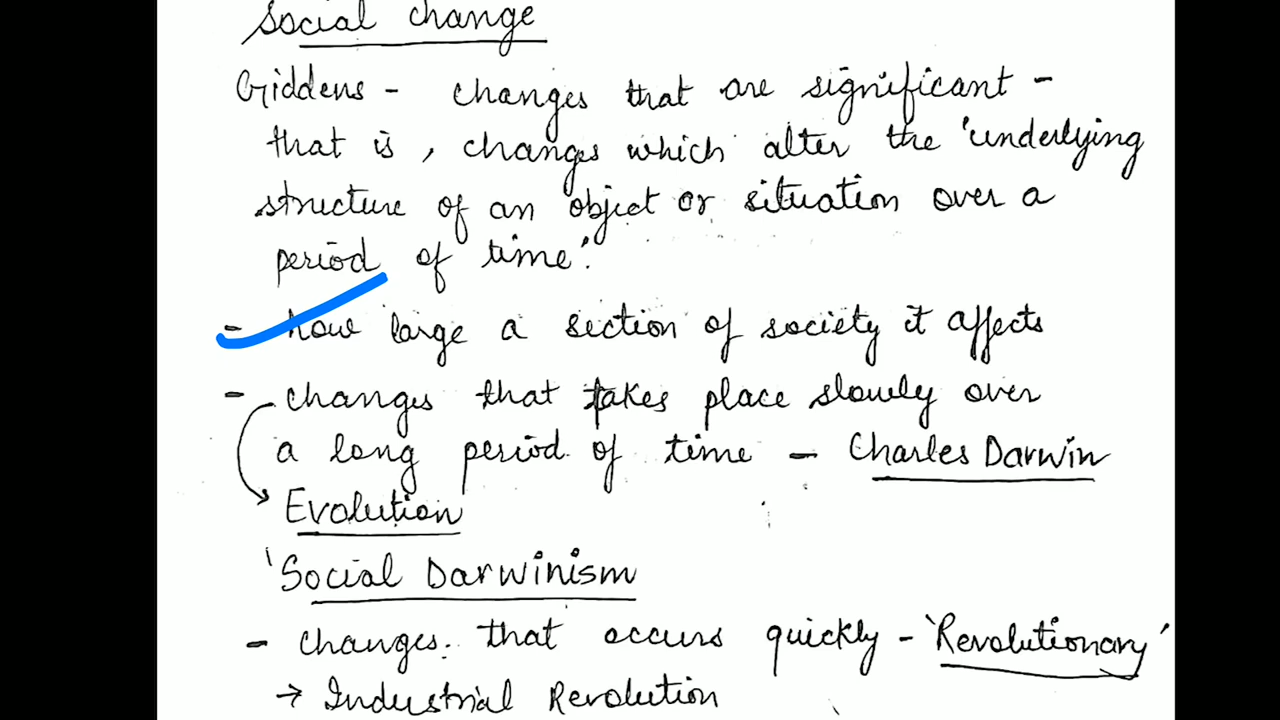 Social change
Giddens - changes that are significant -
that is, changes which alter the 'underlying
structure of an object or situation over a
period of time'.
- how large a section of society it affects
- changes that takes place slowly over
a long period of time - Charles Darwin
→ Evolution
'Social Darwinism
- changes that occurs quickly - 'Revolutionary'
→ Industrial Revolution